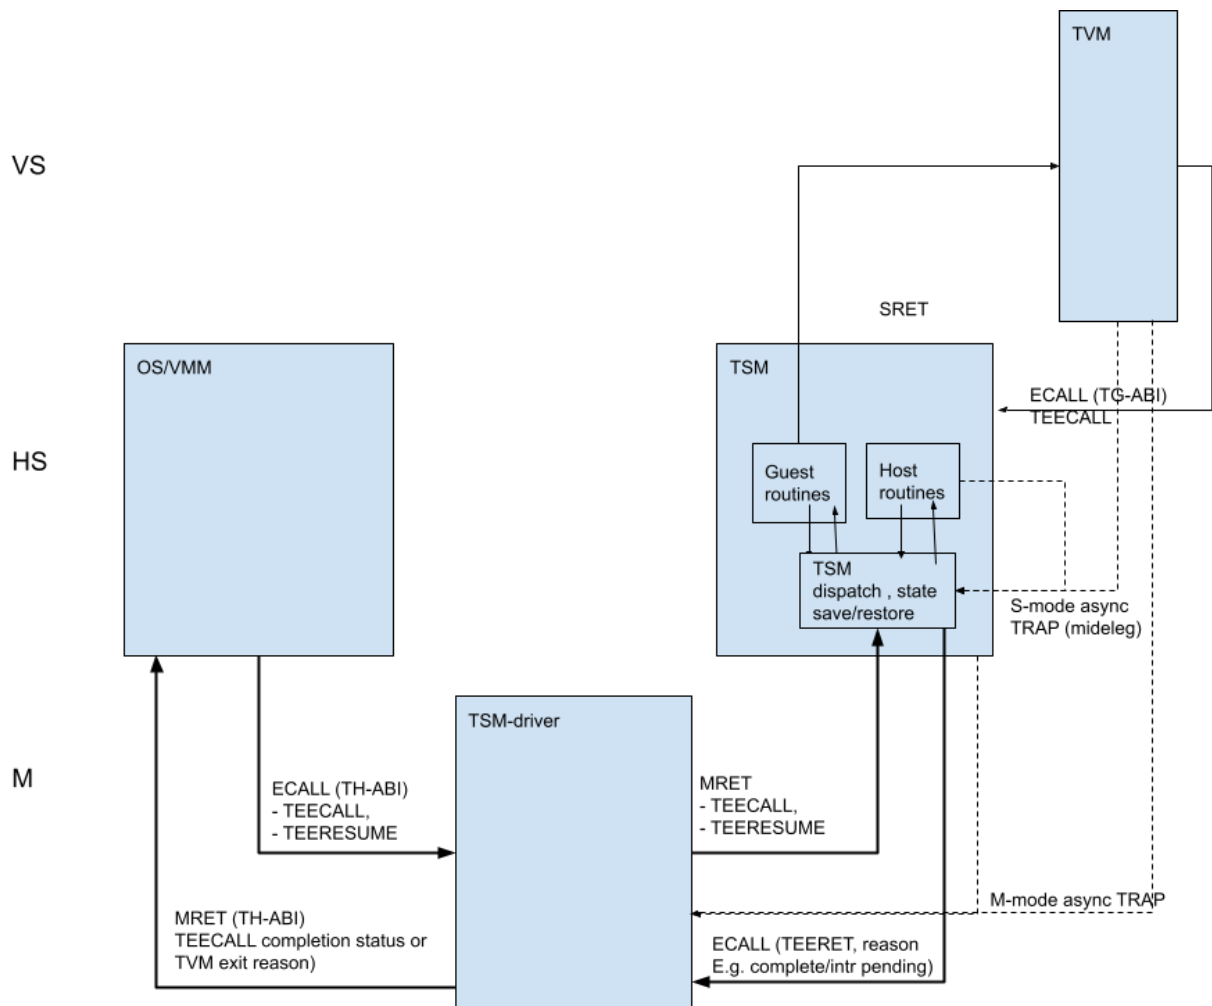 TVM
VS
SRET
OS/VMM
TSM
ECALL (TG-ABI)
TEECALL
HS
Guest
routines
Host
routines
TSM
dispatch , state
save/restore
S-mode async
TRAP (mideleg)
TSM-driver
M
ECALL (TH-ABI)
- TEECALL,
- TEERESUME
MRET
- TEECALL,
- TEERESUME
M-mode async TRAP
MRET (TH-ABI)
TEECALL completion status or
TVM exit reason)
ECALL (TEERET, reason
E.g. complete/intr pending)